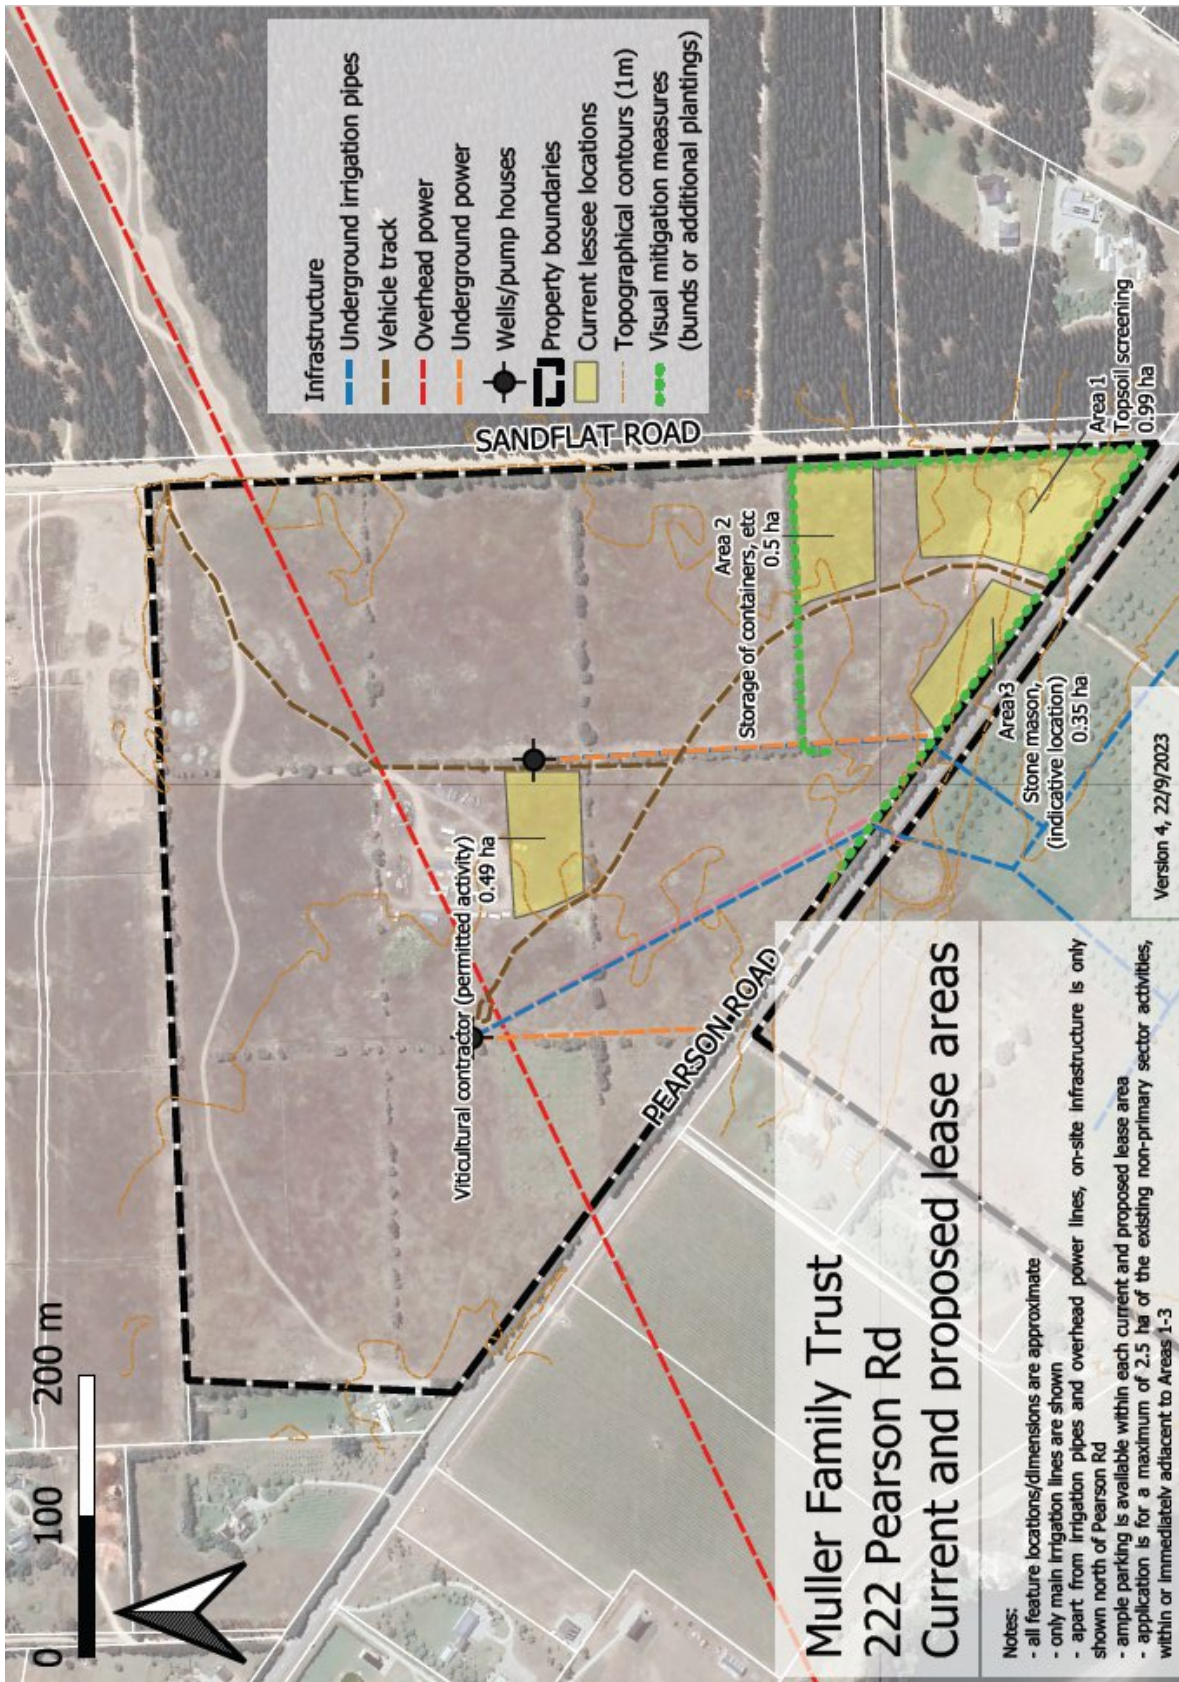 0 100 200 m
Infrastructure
Underground irrigation pipes
Vehicle track
Overhead power
Underground power
Wells/pump houses
Property boundaries
Current lessee locations
Topographical contours (1m)
Visual mitigation measures
(bunds or additional plantings)
SANDFLAT ROAD
Viticultural contractor (permitted activity)
0.49 ha
Area 2
Storage of containers, etc
0.5 ha
PEARSON ROAD
Area 3
Stone mason,
(indicative location)
0.35 ha
Area 1
Topsoil screening
0.99 ha
Muller Family Trust
222 Pearson Rd
Current and proposed lease areas
Notes:
- all feature locations/dimensions are approximate
- only main irrigation lines are shown
- apart from irrigation pipes and overhead power lines, on-site infrastructure is only
shown north of Pearson Rd
- ample parking is available within each current and proposed lease area
- application is for a maximum of 2.5 ha of the existing non-primary sector activities,
within or immediately adjacent to Areas 1-3
Version 4, 22/9/2023